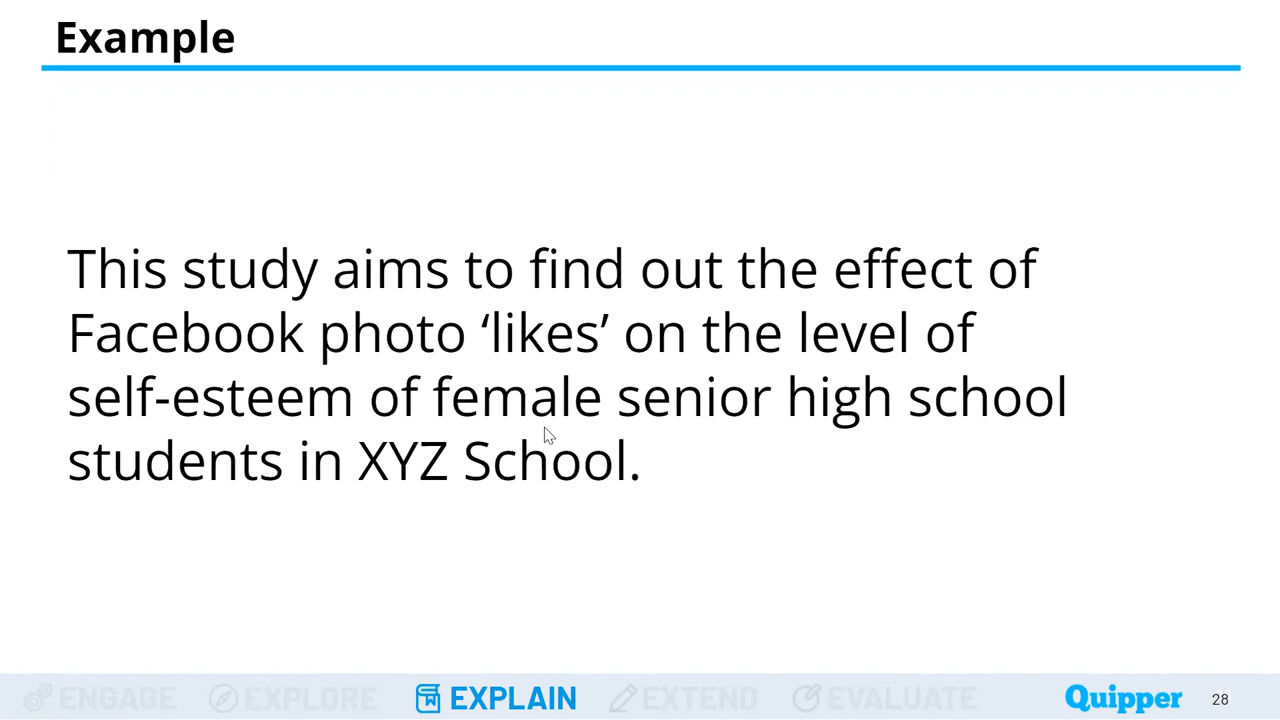 Example
This study aims to find out the effect of
Facebook photo ‘likes’ on the level of
self-esteem of female senior high school
students in XYZ School.
ENGAGE EXPLORE EXPLAIN EXTEND EVALUATE Quipper 28